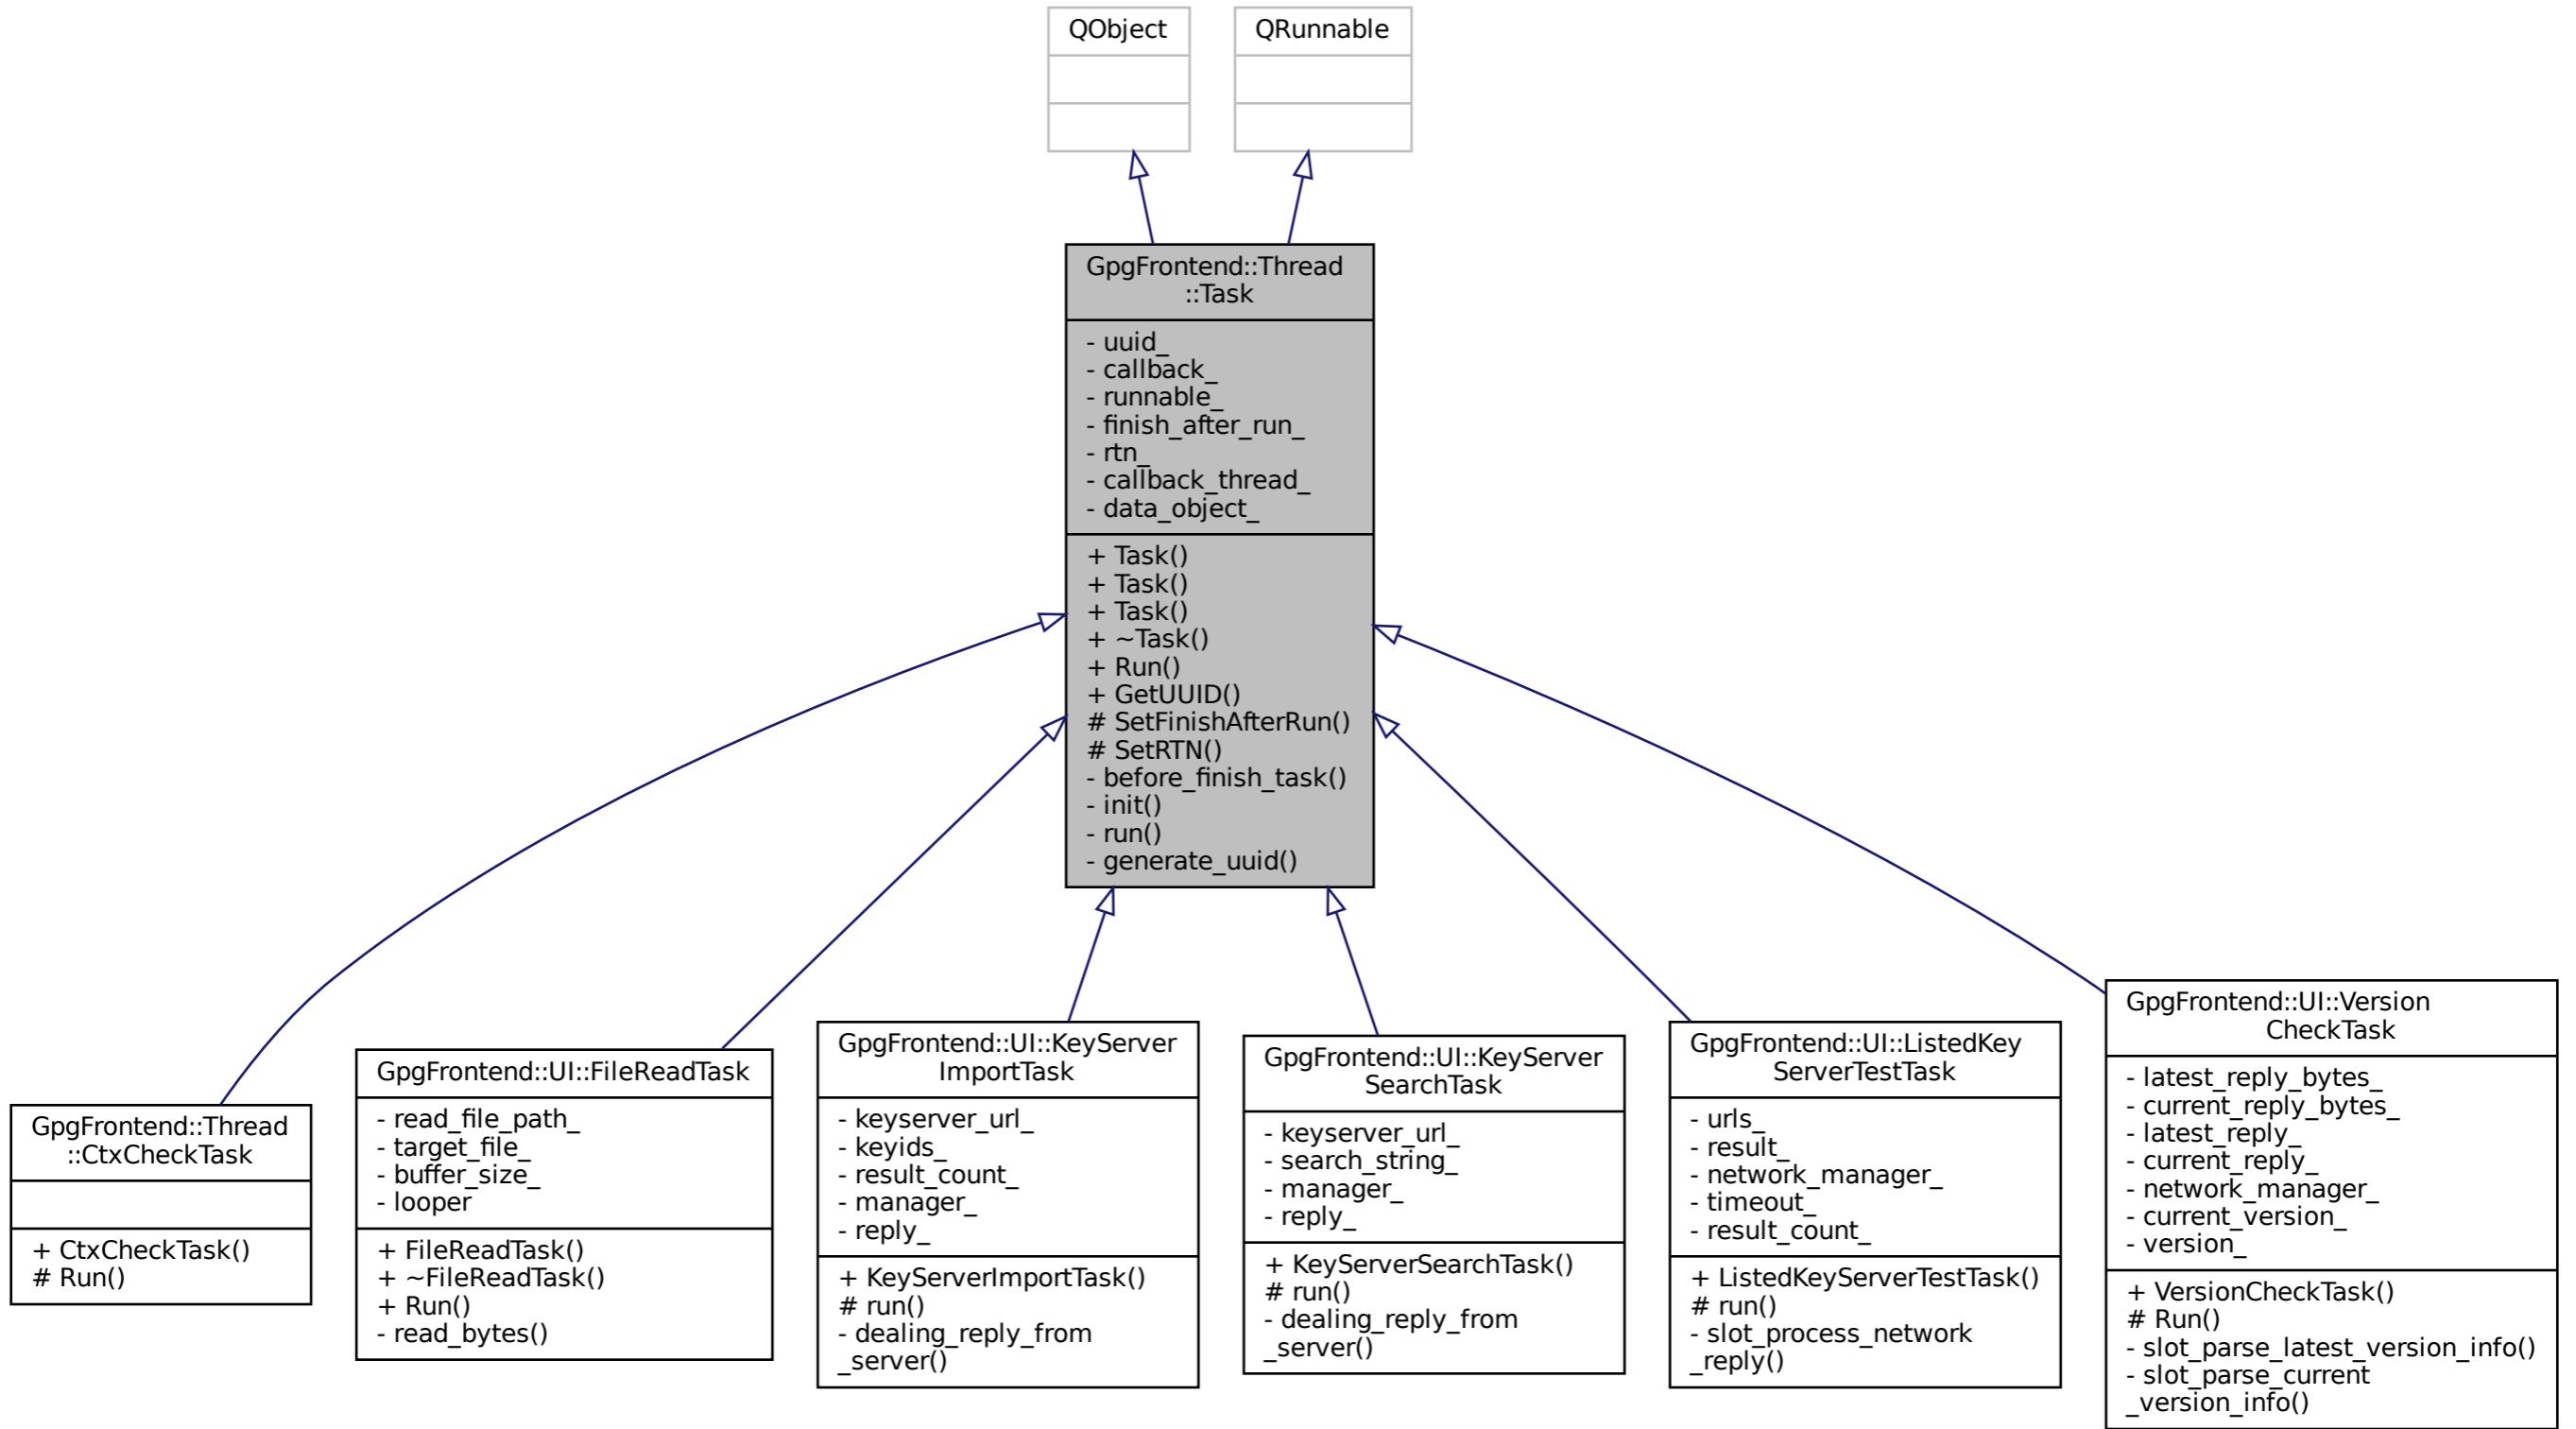 QObject
QRunnable
GpgFrontend::Thread
::Task
- uuid_
- callback_
- runnable_
- finish_after_run_
- rtn_
- callback_thread_
- data_object_
+ Task()
+ Task()
+ Task()
+ ~Task()
+ Run()
+ GetUUID()
# SetFinishAfterRun()
# SetRTN()
- before_finish_task()
- init()
- run()
- generate_uuid()
GpgFrontend::Thread
::CtxCheckTask
+ CtxCheckTask()
# Run()
GpgFrontend::UI::FileReadTask
- read_file_path_
- target_file_
- buffer_size_
- looper
+ FileReadTask()
+ ~FileReadTask()
+ Run()
- read_bytes()
GpgFrontend::UI::KeyServer
ImportTask
- keyserver_url_
- keyids_
- result_count_
- manager_
- reply_
+ KeyServerImportTask()
# run()
- dealing_reply_from
_server()
GpgFrontend::UI::KeyServer
SearchTask
- keyserver_url_
- search_string_
- manager_
- reply_
+ KeyServerSearchTask()
# run()
- dealing_reply_from
_server()
GpgFrontend::UI::ListedKey
ServerTestTask
- urls_
- result_
- network_manager_
- timeout_
- result_count_
+ ListedKeyServerTestTask()
# run()
- slot_process_network
_reply()
GpgFrontend::UI::Version
CheckTask
- latest_reply_bytes_
- current_reply_bytes_
- latest_reply_
- current_reply_
- network_manager_
- current_version_
- version_
+ VersionCheckTask()
# Run()
- slot_parse_latest_version_info()
- slot_parse_current
_version_info()